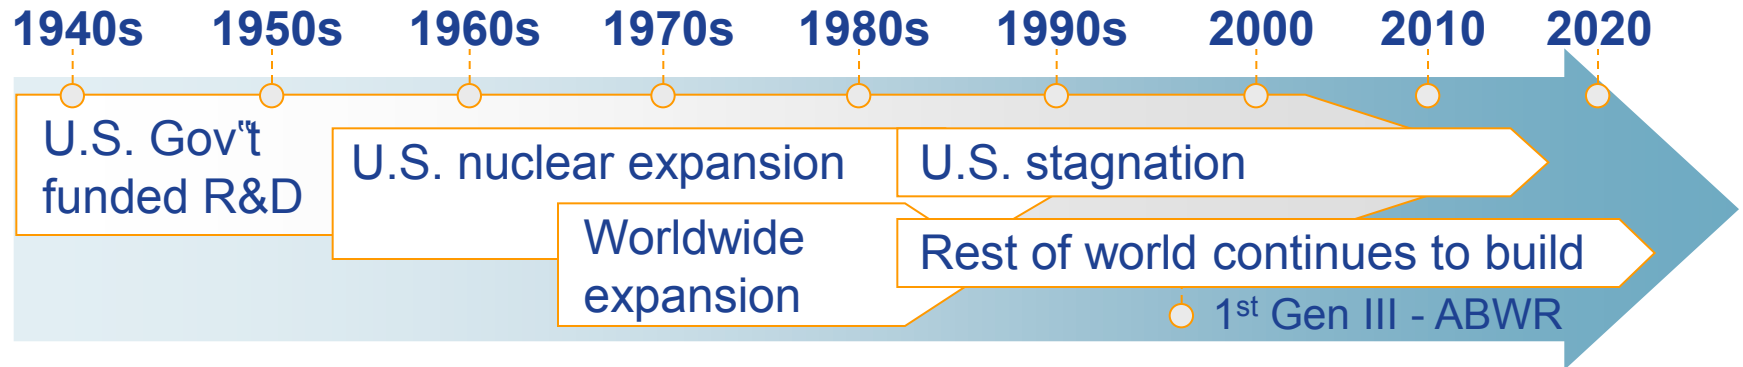 1940s 1950s 1960s 1970s 1980s 1990s 2000 2010 2020
U.S. Gov‟t
funded R&D
U.S. nuclear expansion
U.S. stagnation
Worldwide
expansion
Rest of world continues to build
1st Gen III - ABWR